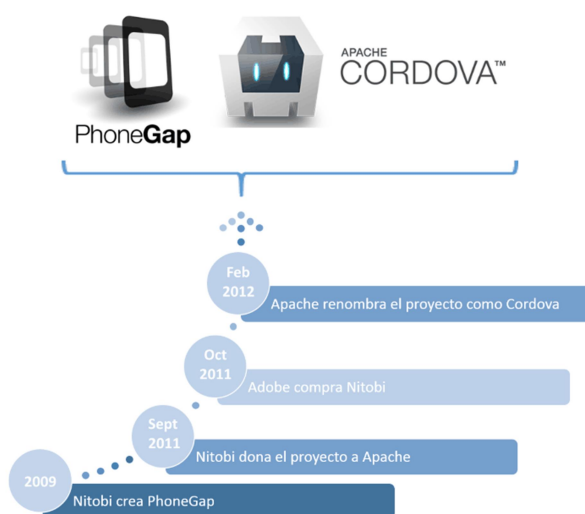 PhoneGap
APACHE
CORDOVA™
Feb
2012
Apache renombra el proyecto como Cordova
Oct
2011
Adobe compra Nitobi
Sept
2011
Nitobi dona el proyecto a Apache
2009
Nitobi crea PhoneGap